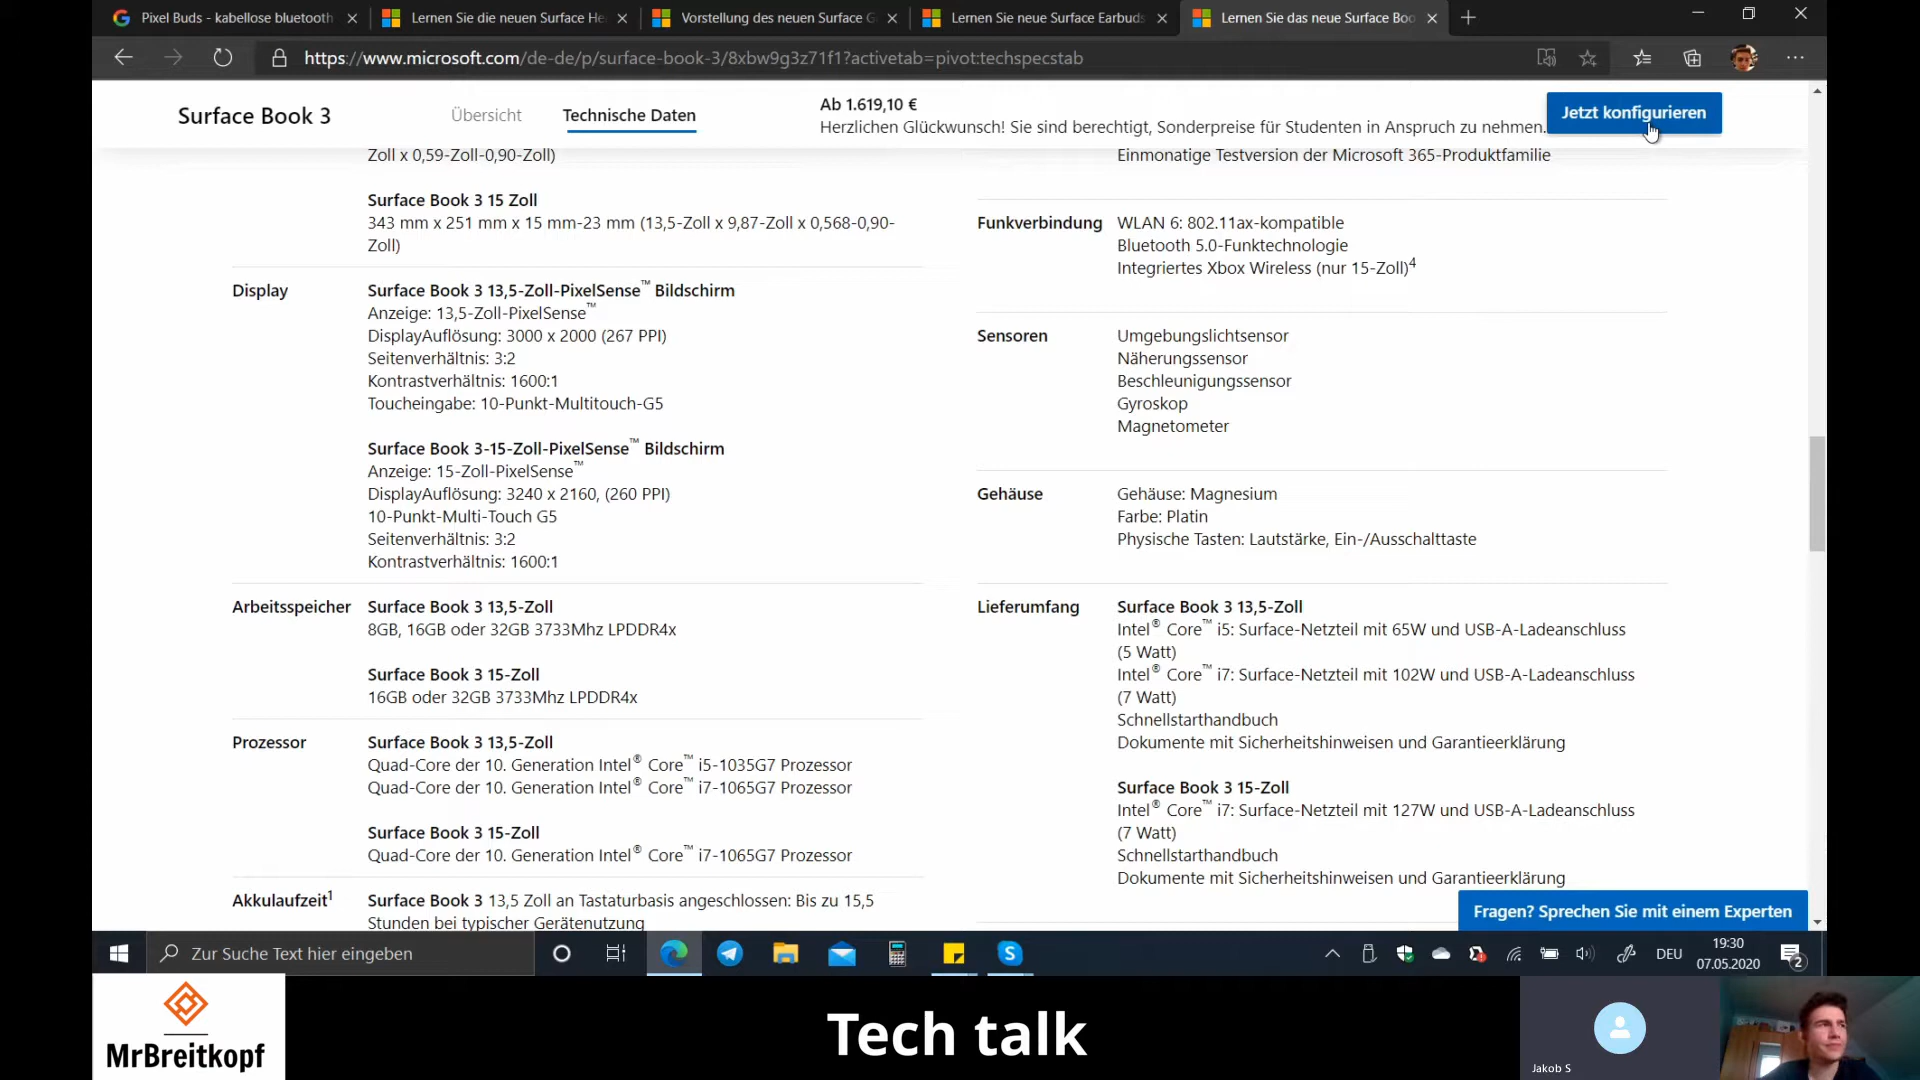 Pixel Buds - kabellose bluetooth
Lernen Sie die neuen Surface He
Vorstellung des neuen Surface G
Lernen Sie neue Surface Earbuds
Lernen Sie das neue Surface Boo
https://www.microsoft.com/de-de/p/surface-book-3/8xbw9g3z71f1?activetab=pivot:techspecstab
Surface Book 3
Übersicht
Technische Daten
Ab 1.619,10 €
Herzlichen Glückwunsch! Sie sind berechtigt, Sonderpreise für Studenten in Anspruch zu nehmen.
Jetzt konfigurieren
Zoll x 0,59-Zoll-0,90-Zoll)
Surface Book 3 15 Zoll
343 mm x 251 mm x 15 mm-23 mm (13,5-Zoll x 9,87-Zoll x 0,568-0,90-
Zoll)
Display
Surface Book 3 13,5-Zoll-PixelSense™ Bildschirm
Anzeige: 13,5-Zoll-PixelSense™
DisplayAuflösung: 3000 x 2000 (267 PPI)
Seitenverhältnis: 3:2
Kontrastverhältnis: 1600:1
Toucheingabe: 10-Punkt-Multitouch-G5
Surface Book 3-15-Zoll-PixelSense™ Bildschirm
Anzeige: 15-Zoll-PixelSense™
DisplayAuflösung: 3240 x 2160, (260 PPI)
10-Punkt-Multi-Touch G5
Seitenverhältnis: 3:2
Kontrastverhältnis: 1600:1
Arbeitsspeicher
Surface Book 3 13,5-Zoll
8GB, 16GB oder 32GB 3733Mhz LPDDR4x
Surface Book 3 15-Zoll
16GB oder 32GB 3733Mhz LPDDR4x
Prozessor
Surface Book 3 13,5-Zoll
Quad-Core der 10. Generation Intel® Core™ i5-1035G7 Prozessor
Quad-Core der 10. Generation Intel® Core™ i7-1065G7 Prozessor
Surface Book 3 15-Zoll
Quad-Core der 10. Generation Intel® Core™ i7-1065G7 Prozessor
Akkulaufzeit¹
Surface Book 3 13,5 Zoll an Tastaturbasis angeschlossen: Bis zu 15,5
Stunden bei typischer Gerätenutzung
Einmonatige Testversion der Microsoft 365-Produktfamilie
Funkverbindung
WLAN 6: 802.11ax-kompatible
Bluetooth 5.0-Funktechnologie
Integriertes Xbox Wireless (nur 15-Zoll)⁴
Sensoren
Umgebungslichtsensor
Näherungssensor
Beschleunigungssensor
Gyroskop
Magnetometer
Gehäuse
Gehäuse: Magnesium
Farbe: Platin
Physische Tasten: Lautstärke, Ein-/Ausschalttaste
Lieferumfang
Surface Book 3 13,5-Zoll
Intel® Core™ i5: Surface-Netzteil mit 65W und USB-A-Ladeanschluss
(5 Watt)
Intel® Core™ i7: Surface-Netzteil mit 102W und USB-A-Ladeanschluss
(7 Watt)
Schnellstarthandbuch
Dokumente mit Sicherheitshinweisen und Garantieerklärung
Surface Book 3 15-Zoll
Intel® Core™ i7: Surface-Netzteil mit 127W und USB-A-Ladeanschluss
(7 Watt)
Schnellstarthandbuch
Dokumente mit Sicherheitshinweisen und Garantieerklärung
Fragen? Sprechen Sie mit einem Experten
Zur Suche Text hier eingeben
DEU
19:30
07.05.2020
2
MrBreitkopf
Tech talk
Jakob S